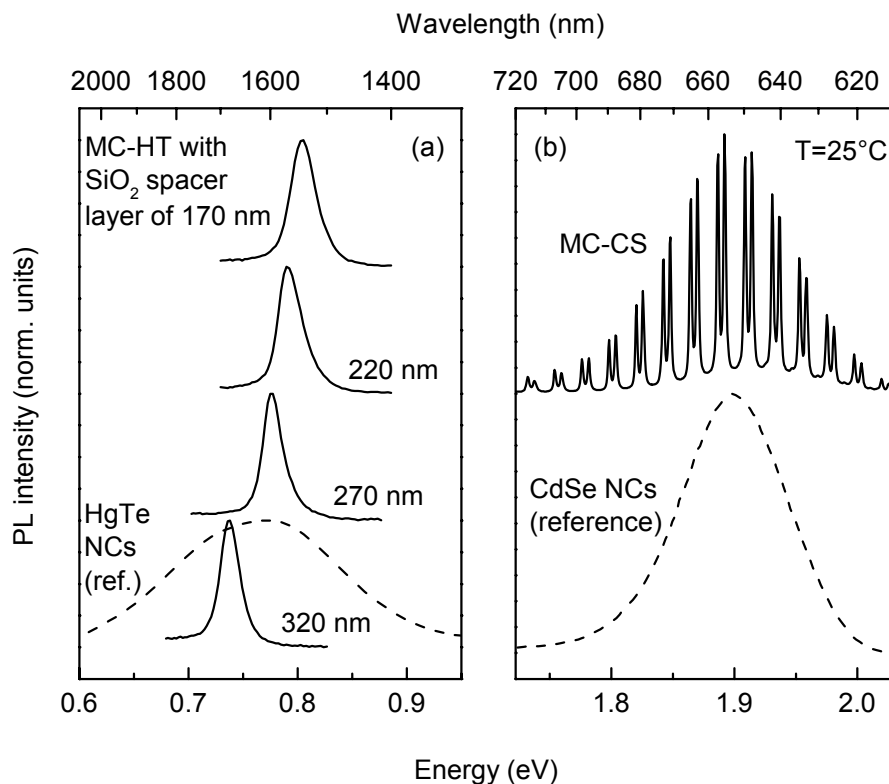 Wavelength (nm)
2000 1800 1600 1400
720 700 680 660 640 620
MC-HT with
SiO₂ spacer
layer of 170 nm
(a)
220 nm
270 nm
HgTe
NCs
(ref.)
320 nm
(b)
T=25°C
MC-CS
CdSe NCs
(reference)
PL intensity (norm. units)
0.6 0.7 0.8 0.9
1.8 1.9 2.0
Energy (eV)